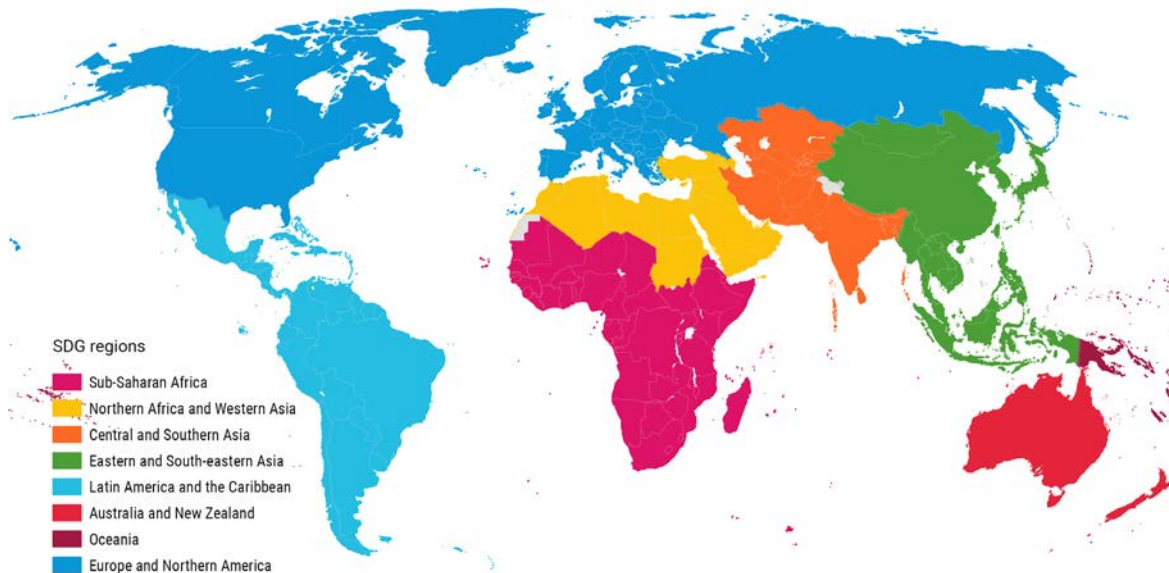 SDG regions
Sub-Saharan Africa
Northern Africa and Western Asia
Central and Southern Asia
Eastern and South-eastern Asia
Latin America and the Caribbean
Australia and New Zealand
Oceania
Europe and Northern America